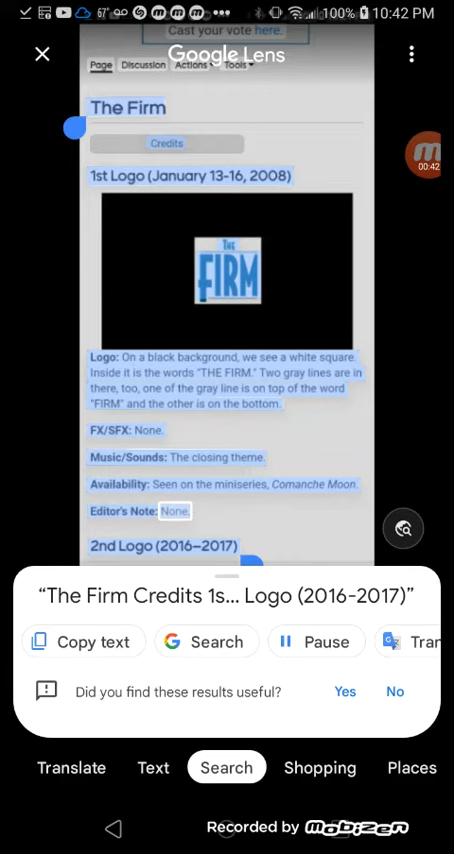 67° 100% 10:42 PM
Cast your vote here.
Google Lens
Page Discussion Actions Tools
The Firm
00:42
Credits
1st Logo (January 13-16, 2008)
THE
FIRM
Logo: On a black background, we see a white square.
Inside it is the words "THE FIRM." Two gray lines are in
there, too, one of the gray line is on top of the word
"FIRM" and the other is on the bottom.
FX/SFX: None.
Music/Sounds: The closing theme.
Availability: Seen on the miniseries, Comanche Moon.
Editor's Note: None.
2nd Logo (2016–2017)
“The Firm Credits 1s... Logo (2016-2017)”
Copy text Search Pause Tran
Did you find these results useful? Yes No
Translate Text Search Shopping Places
Recorded by MOBIZEN